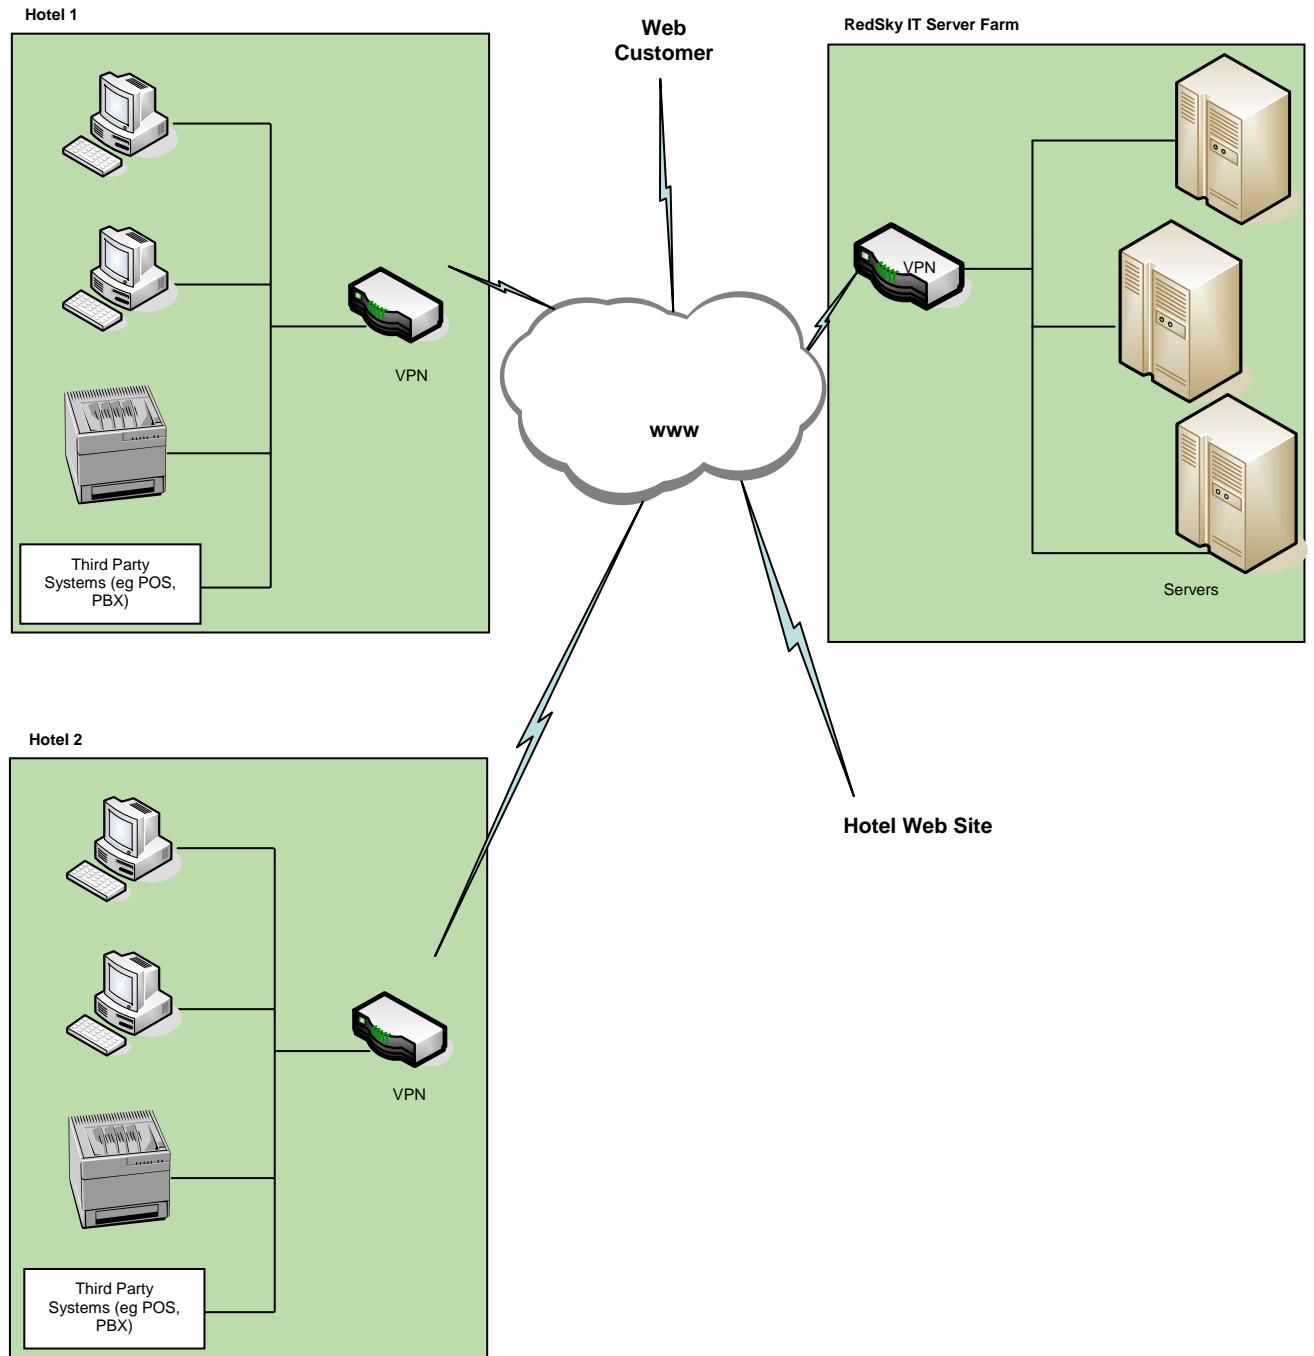 Hotel 1
Web
Customer
RedSky IT Server Farm
VPN
VPN
www
Third Party
Systems (eg POS,
PBX)
Servers
Hotel 2
Hotel Web Site
VPN
Third Party
Systems (eg POS,
PBX)